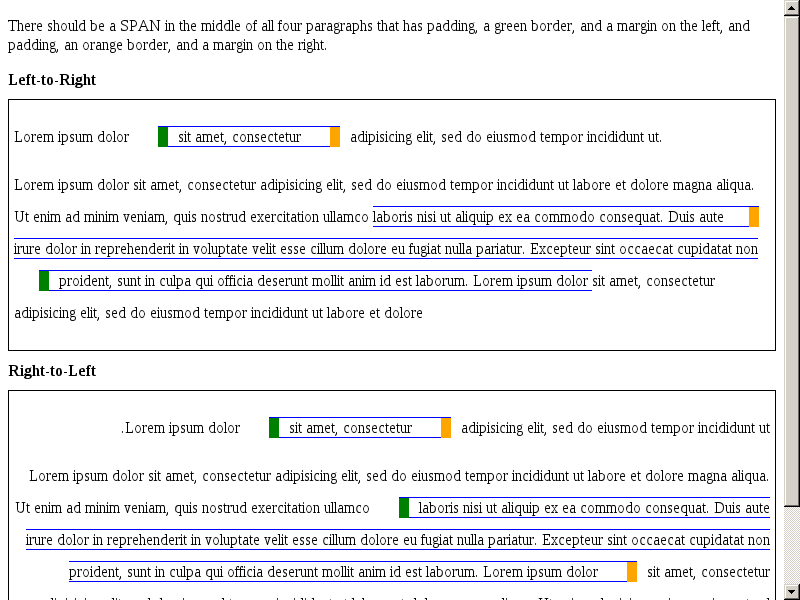 There should be a SPAN in the middle of all four paragraphs that has padding, a green border, and a margin on the left, and
padding, an orange border, and a margin on the right.
Left-to-Right
Lorem ipsum dolor sit amet, consectetur adipisicing elit, sed do eiusmod tempor incididunt ut.
Lorem ipsum dolor sit amet, consectetur adipisicing elit, sed do eiusmod tempor incididunt ut labore et dolore magna aliqua.
Ut enim ad minim veniam, quis nostrud exercitation ullamco laboris nisi ut aliquip ex ea commodo consequat. Duis aute
irure dolor in reprehenderit in voluptate velit esse cillum dolore eu fugiat nulla pariatur. Excepteur sint occaecat cupidatat non
proident, sunt in culpa qui officia deserunt mollit anim id est laborum. Lorem ipsum dolor sit amet, consectetur
adipisicing elit, sed do eiusmod tempor incididunt ut labore et dolore
Right-to-Left
.Lorem ipsum dolor sit amet, consectetur adipisicing elit, sed do eiusmod tempor incididunt ut
Lorem ipsum dolor sit amet, consectetur adipisicing elit, sed do eiusmod tempor incididunt ut labore et dolore magna aliqua.
Ut enim ad minim veniam, quis nostrud exercitation ullamco laboris nisi ut aliquip ex ea commodo consequat. Duis aute
irure dolor in reprehenderit in voluptate velit esse cillum dolore eu fugiat nulla pariatur. Excepteur sint occaecat cupidatat non
proident, sunt in culpa qui officia deserunt mollit anim id est laborum. Lorem ipsum dolor sit amet, consectetur